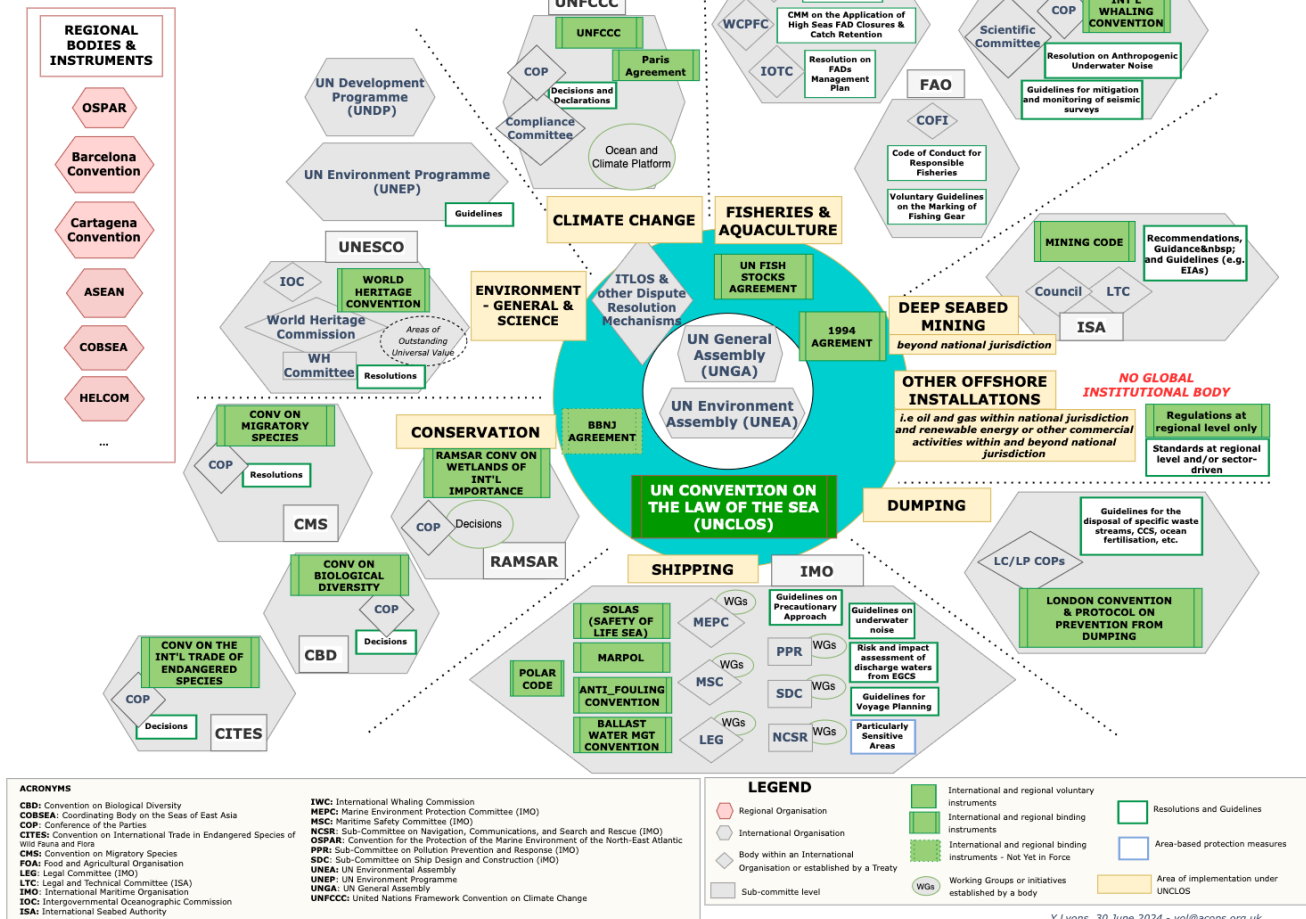 REGIONAL
BODIES &
INSTRUMENTS
OSPAR
Barcelona
Convention
Cartagena
Convention
ASEAN
COBSEA
HELCOM
...
UN Development
Programme
(UNDP)
UN Environment Programme
(UNEP)
Guidelines
UNFCCC
UNFCCC
Paris
Agreement
COP
Decisions and
Declarations
Compliance
Committee
Ocean and
Climate Platform
WCPFC
CMM on the Application of
High Seas FAD Closures &
Catch Retention
IOTC
Resolution on
FADs
Management
Plan
FAO
COFI
Code of Conduct for
Responsible
Fisheries
Voluntary Guidelines
on the Marking of
Fishing Gear
Scientific
Committee
COP
INT'L
WHALING
CONVENTION
Resolution on Anthropogenic
Underwater Noise
Guidelines for mitigation
and monitoring of seismic
surveys
CLIMATE CHANGE
FISHERIES &
AQUACULTURE
UNESCO
IOC
WORLD
HERITAGE
CONVENTION
World Heritage
Commission
Areas of
Outstanding
Universal Value
WH
Committee
Resolutions
ENVIRONMENT
- GENERAL &
SCIENCE
ITLOS &
other Dispute
Resolution
Mechanisms
UN FISH
STOCKS
AGREEMENT
1994
AGREMENT
UN General
Assembly
(UNGA)
UN Environment
Assembly (UNEA)
BBNJ
AGREEMENT
UN CONVENTION ON
THE LAW OF THE SEA
(UNCLOS)
MINING CODE
Recommendations,
Guidance&nbsp;
and Guidelines (e.g.
EIAs)
Council
LTC
ISA
DEEP SEABED
MINING
beyond national jurisdiction
OTHER OFFSHORE
INSTALLATIONS
i.e oil and gas within national jurisdiction
and renewable energy or other commercial
activities within and beyond national
jurisdiction
NO GLOBAL
INSTITUTIONAL BODY
Regulations at
regional level only
Standards at regional
level and/or sector-
driven
CONV ON
MIGRATORY
SPECIES
COP
Resolutions
CMS
CONSERVATION
RAMSAR CONV ON
WETLANDS OF
INT'L
IMPORTANCE
COP
Decisions
RAMSAR
CONV ON
BIOLOGICAL
DIVERSITY
COP
Decisions
CBD
CONV ON THE
INT'L TRADE OF
ENDANGERED
SPECIES
COP
Decisions
CITES
DUMPING
Guidelines for the
disposal of specific waste
streams, CCS, ocean
fertilisation, etc.
LC/LP COPs
LONDON CONVENTION
& PROTOCOL ON
PREVENTION FROM
DUMPING
SHIPPING
IMO
POLAR
CODE
SOLAS
(SAFETY OF
LIFE SEA)
MARPOL
ANTI_FOULING
CONVENTION
BALLAST
WATER MGT
CONVENTION
MEPC
WGs
MSC
WGs
LEG
WGs
Guidelines on
Precautionary
Approach
PPR
WGs
SDC
WGs
NCSR
WGs
Guidelines on
underwater
noise
Risk and impact
assessment of
discharge waters
from EGCS
Guidelines for
Voyage Planning
Particularly
Sensitive
Areas
ACRONYMS
CBD: Convention on Biological Diversity
COBSEA: Coordinating Body on the Seas of East Asia
COP: Conference of the Parties
CITES: Convention on International Trade in Endangered Species of
Wild Fauna and Flora
CMS: Convention on Migratory Species
FOA: Food and Agricultural Organisation
LEG: Legal Committee (IMO)
LTC: Legal and Technical Committee (ISA)
IMO: International Maritime Organisation
IOC: Intergovernmental Oceanographic Commission
ISA: International Seabed Authority
IWC: International Whaling Commission
MEPC: Marine Environment Protection Committee (IMO)
MSC: Maritime Safety Committee (IMO)
NCSR: Sub-Committee on Navigation, Communications, and Search and Rescue (IMO)
OSPAR: Convention for the Protection of the Marine Environment of the North-East Atlantic
PPR: Sub-Committee on Pollution Prevention and Response (IMO)
SDC: Sub-Committee on Ship Design and Construction (iMO)
UNEA: UN Environmental Assembly
UNEP: UN Environment Programme
UNGA: UN General Assembly
UNFCCC: United Nations Framework Convention on Climate Change
LEGEND
Regional Organisation
International Organisation
Body within an International
Organisation or established by a Treaty
Sub-committe level
International and regional voluntary
instruments
International and regional binding
instruments
International and regional binding
instruments - Not Yet in Force
WGs
Working Groups or initiatives
established by a body
Resolutions and Guidelines
Area-based protection measures
Area of implementation under
UNCLOS
Y Lyons, 30 June 2024 - yol@acops.org.uk